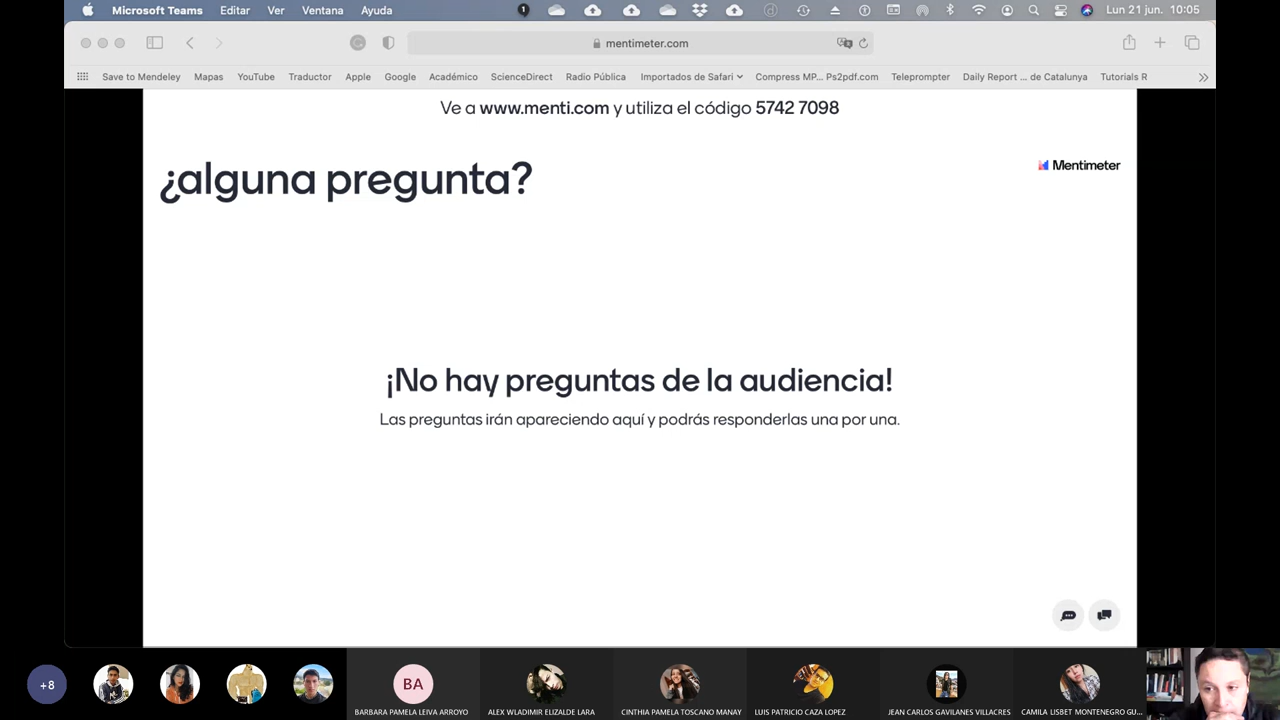 Microsoft Teams Editar Ver Ventana Ayuda 1 Lun 21 jun. 10:05
mentimeter.com
Save to Mendeley Mapas YouTube Traductor Apple Google Académico ScienceDirect Radio Pública Importados de Safari Compress MP... Ps2pdf.com Teleprompter Daily Report ... de Catalunya Tutorials R
Ve a www.menti.com y utiliza el código 5742 7098
¿alguna pregunta?
Mentimeter
¡No hay preguntas de la audiencia!
Las preguntas irán apareciendo aquí y podrás responderlas una por una.
+8 BA
BARBARA PAMELA LEIVA ARROYO ALEX WLADIMIR ELIZALDE LARA CINTHIA PAMELA TOSCANO MANAY LUIS PATRICIO CAZA LOPEZ JEAN CARLOS GAVILANES VILLACRES CAMILA LISBET MONTENEGRO GU...